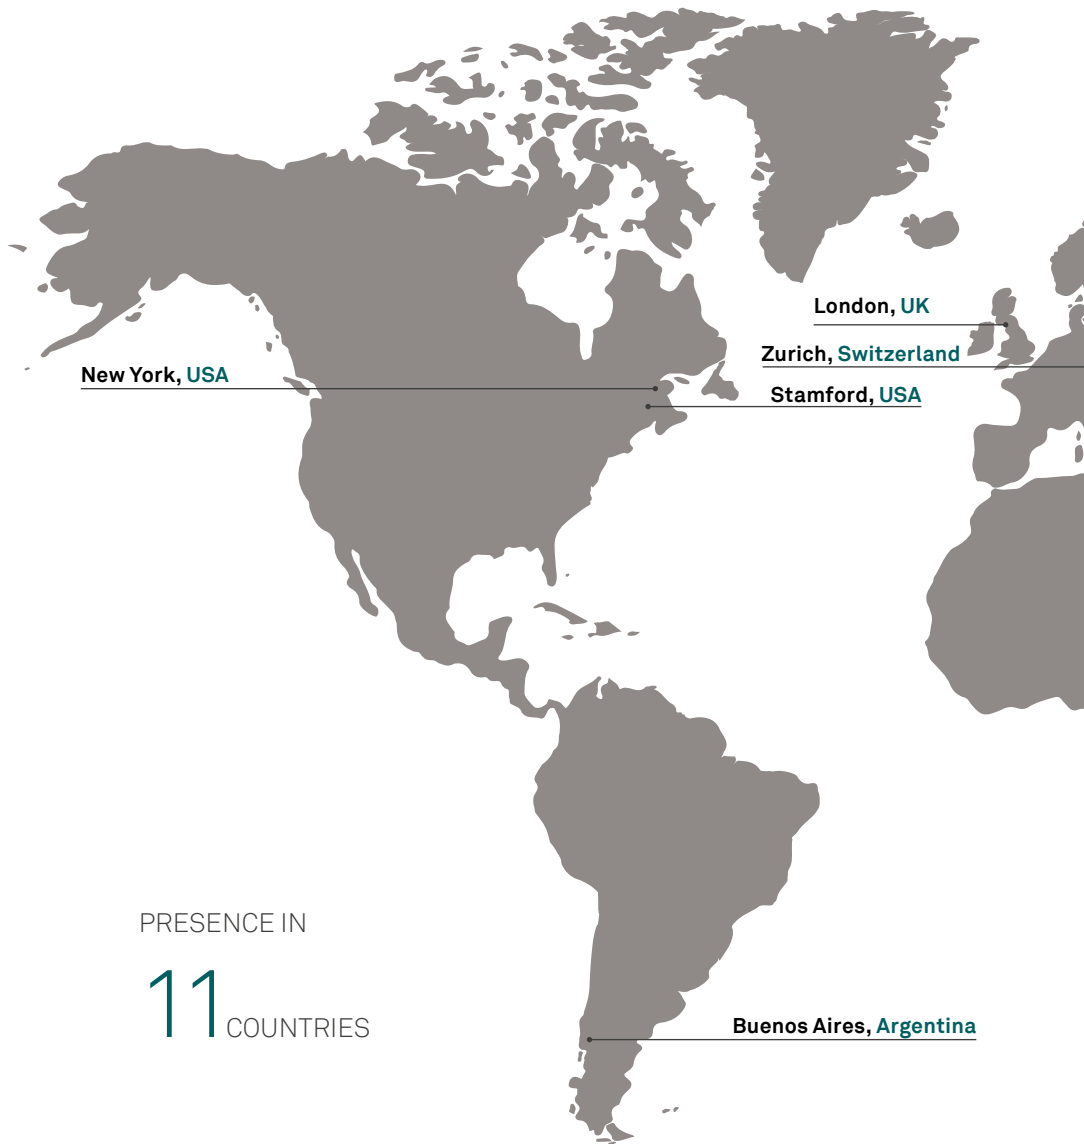 London, UK
Zurich, Switzerland
New York, USA
Stamford, USA
PRESENCE IN
11 COUNTRIES
Buenos Aires, Argentina